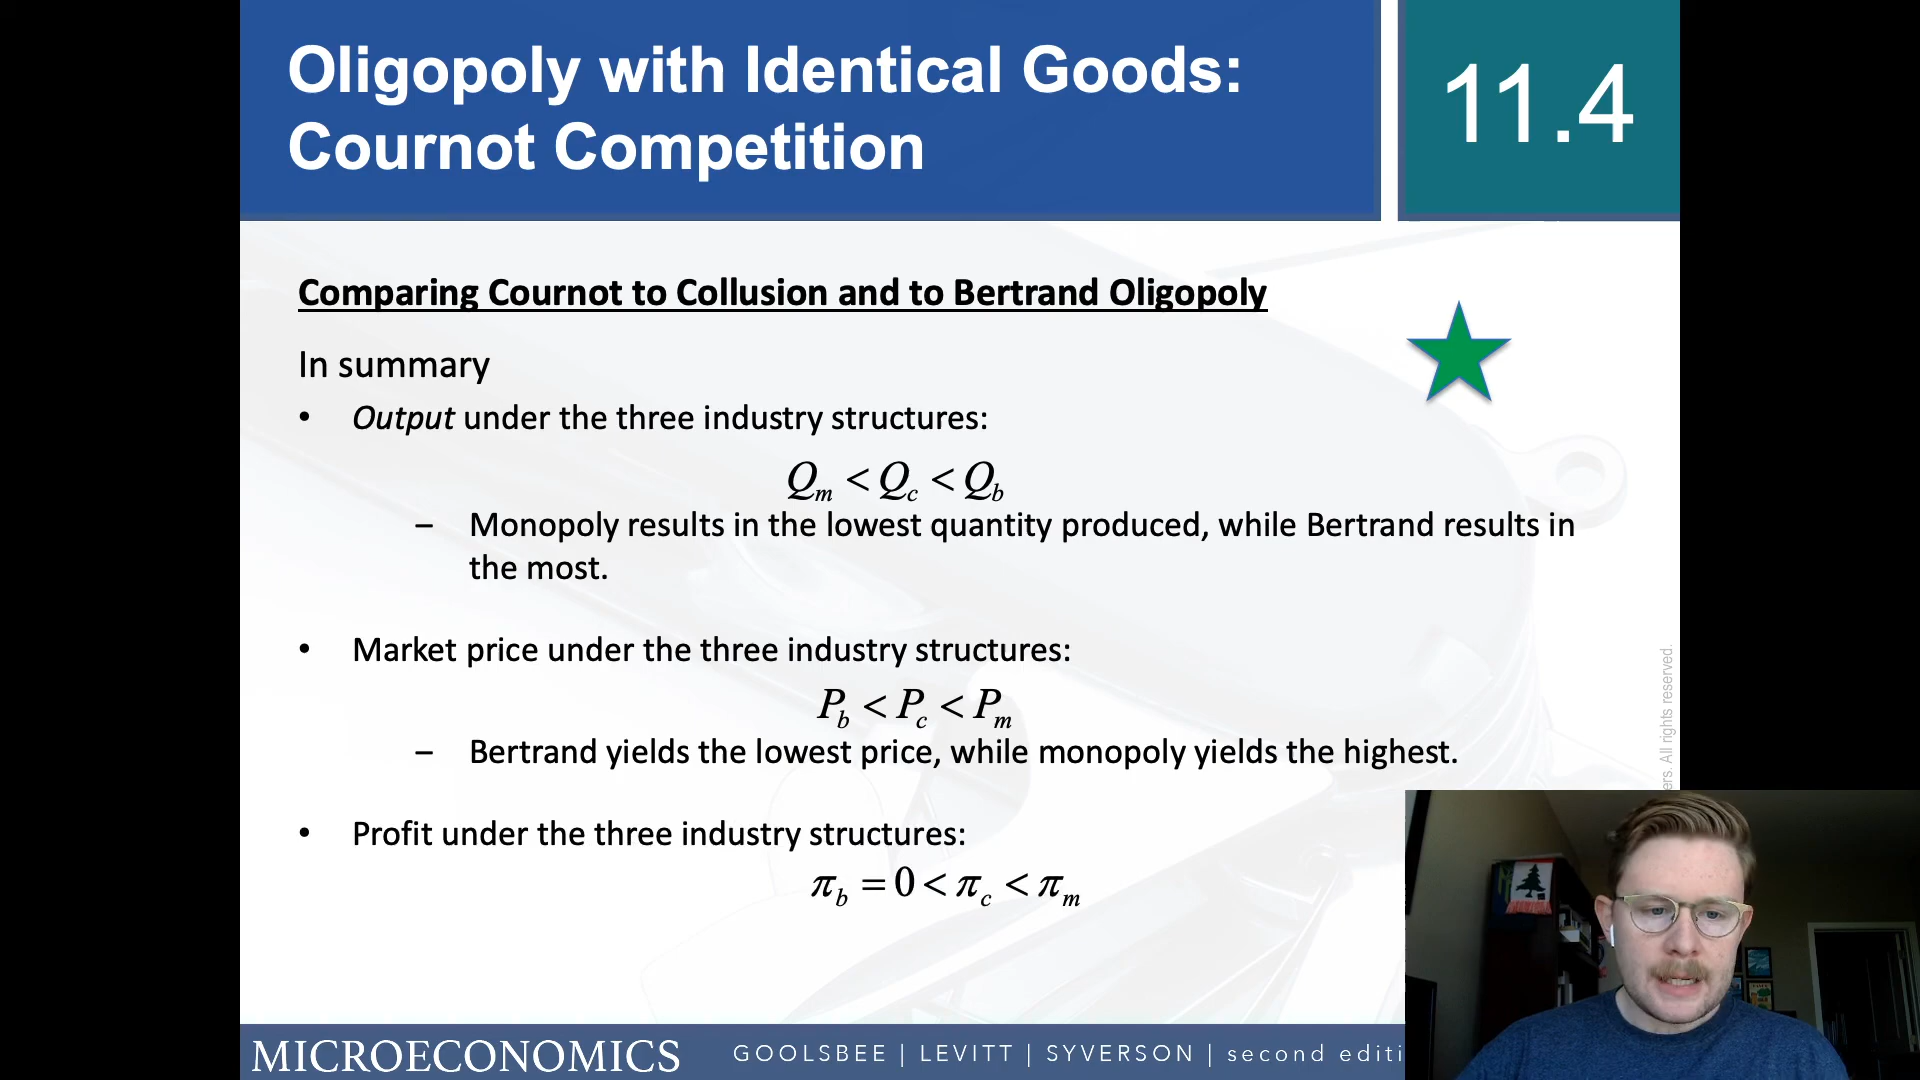 Oligopoly with Identical Goods:
Cournot Competition
11.4
Comparing Cournot to Collusion and to Bertrand Oligopoly
In summary
• Output under the three industry structures:
Qm < Qc < Qb
– Monopoly results in the lowest quantity produced, while Bertrand results in
the most.
• Market price under the three industry structures:
Pb < Pc < Pm
– Bertrand yields the lowest price, while monopoly yields the highest.
• Profit under the three industry structures:
πb = 0 < πc < πm
All rights reserved.
MICROECONOMICS
GOOLSBEE | LEVITT | SYVERSON | second